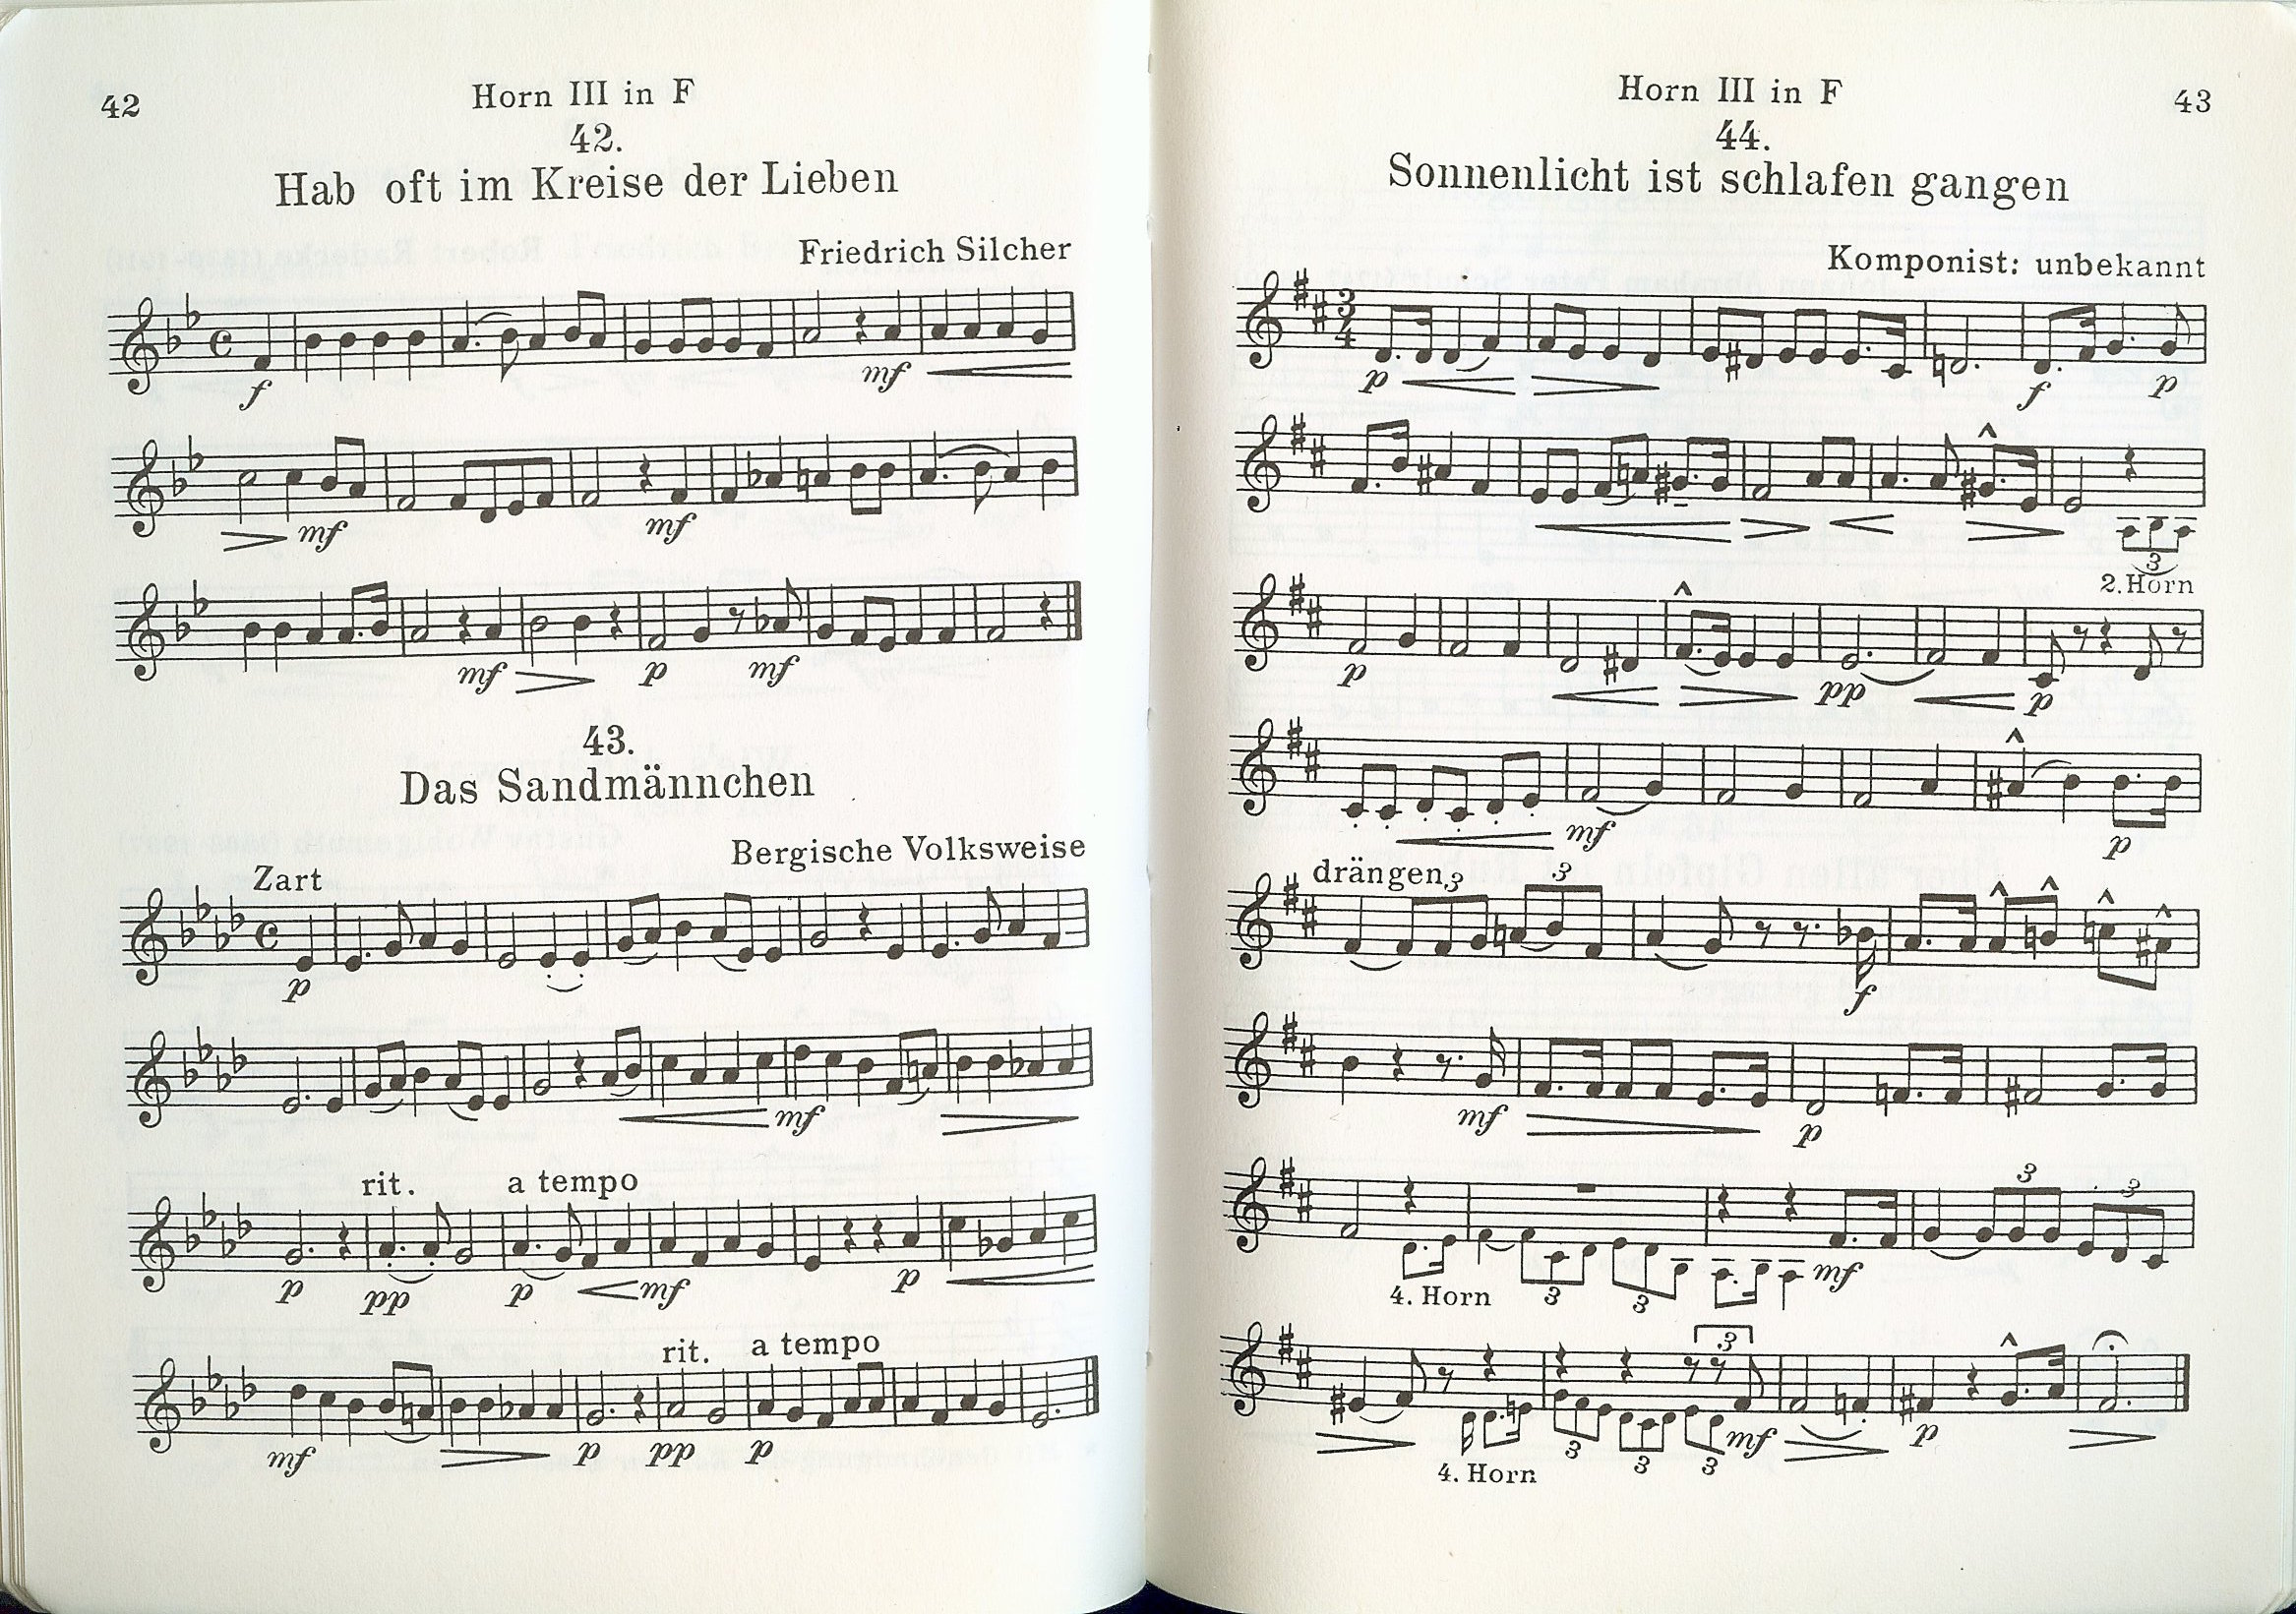 42
Horn III in F
42.
Hab oft im Kreise der Lieben
Friedrich Silcher
f
mf
mf
mf
mf
p
mf
43.
Das Sandmännchen
Bergische Volksweise
Zart
p
mf
rit.
a tempo
p
pp
p
mf
p
rit.
a tempo
mf
p
pp
p
Horn III in F
43
44.
Sonnenlicht ist schlafen gangen
Komponist: unbekannt
3
4
p
f
p
3
2. Horn
p
pp
p
mf
p
drängen
3
3
f
mf
p
3
3
4. Horn
3
3
mf
3
4. Horn
3
3
3
mf
p